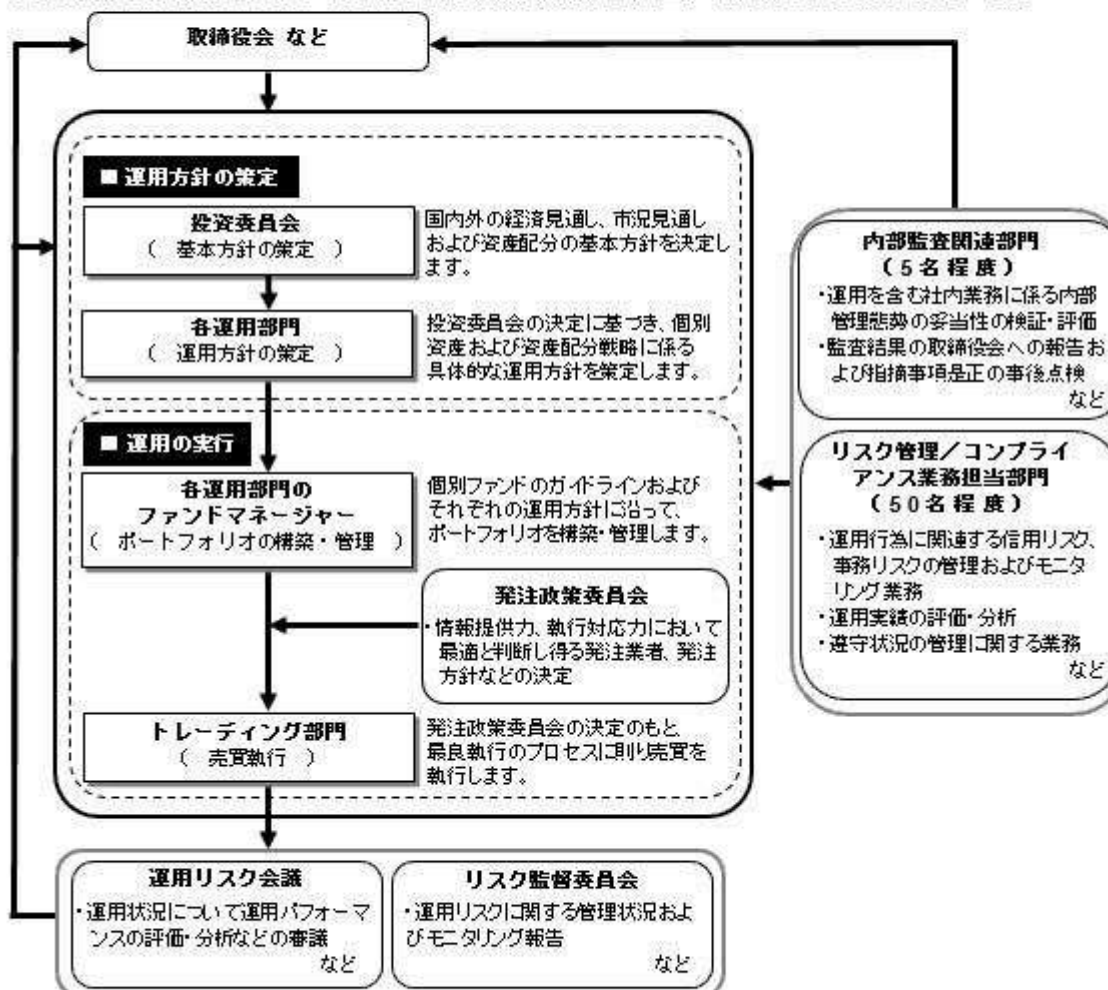 取締役会 など
■ 運用方針の策定
投資委員会
（ 基本方針の策定 ）
国内外の経済見通し、市況見通し
および資産配分の基本方針を決定し
ます。
各運用部門
（ 運用方針の策定 ）
投資委員会の決定に基づき、個別
資産および資産配分戦略に係る
具体的な運用方針を策定します。
■ 運用の実行
各運用部門の
ファンドマネージャー
（ ポートフォリオの構築・管理 ）
個別ファンドのガイドラインおよび
それぞれの運用方針に沿って、
ポートフォリオを構築・管理します。
発注政策委員会
・情報提供力、執行対応力において
最適と判断し得る発注業者、発注
方針などの決定
トレーディング部門
（ 売買執行 ）
発注政策委員会の決定のもと
最良執行のプロセスに則り売買を
執行します。
内部監査関連部門
（５名程度）
・運用を含む社内業務に係る内部
管理態勢の妥当性の検証・評価
・監査結果の取締役会への報告お
よび指摘事項是正の事後点検
など
リスク管理／コンプライ
アンス業務担当部門
（５０名程度）
・運用行為に関連する信用リスク、
事務リスクの管理およびモニタ
リング業務
・運用実績の評価・分析
・遵守状況の管理に関する業務
など
運用リスク会議
・運用状況について運用パフォーマ
ンスの評価・分析などの審議
など
リスク監督委員会
・運用リスクに関する管理状況およ
びモニタリング報告
など